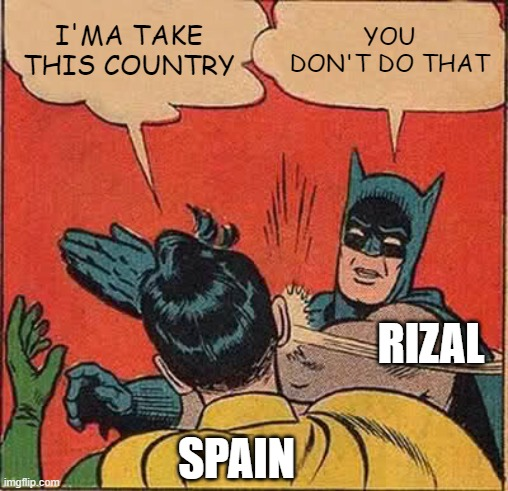 I'MA TAKE
THIS COUNTRY
YOU
DON'T DO THAT
RIZAL
SPAIN
imgflip.com